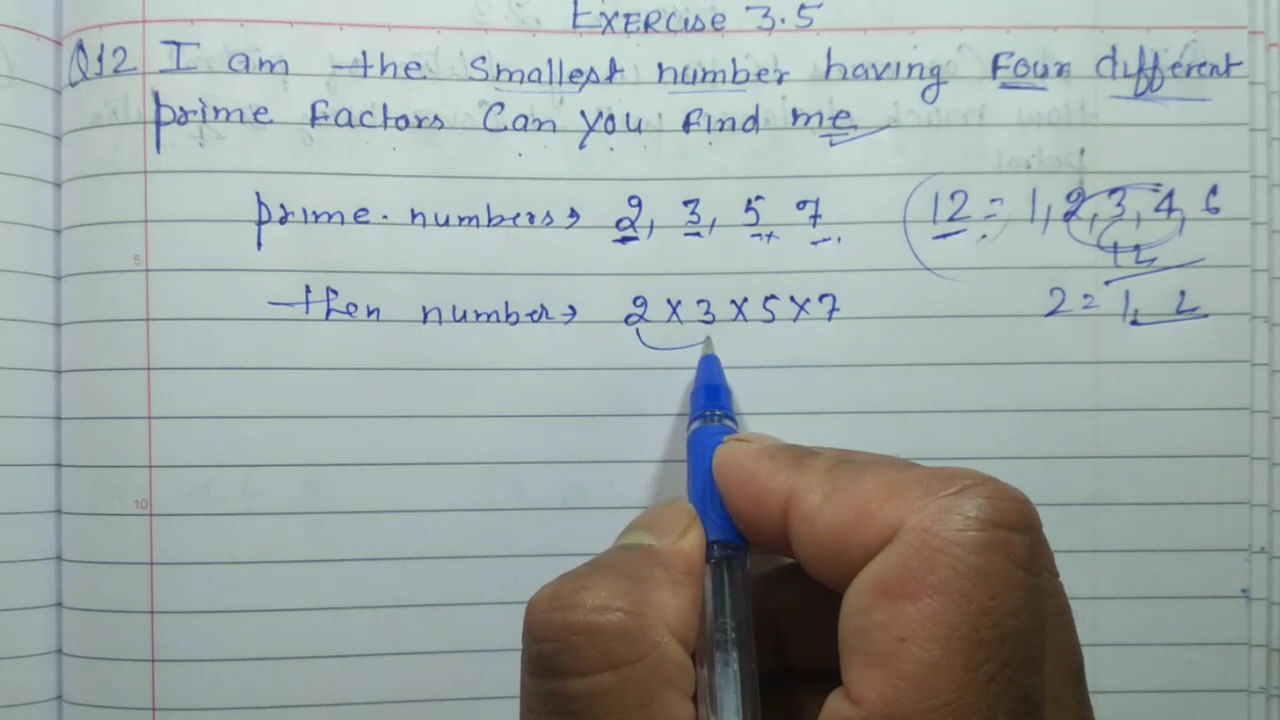 EXERCISE 3.5
Q12 I am the smallest number having Four different
prime Factors Can you Find me
prime numbers → 2, 3, 5 7
12 = 1, 2, 3, 4, 6
12
then number → 2 × 3 × 5 × 7
2 = 1, 2
5
10